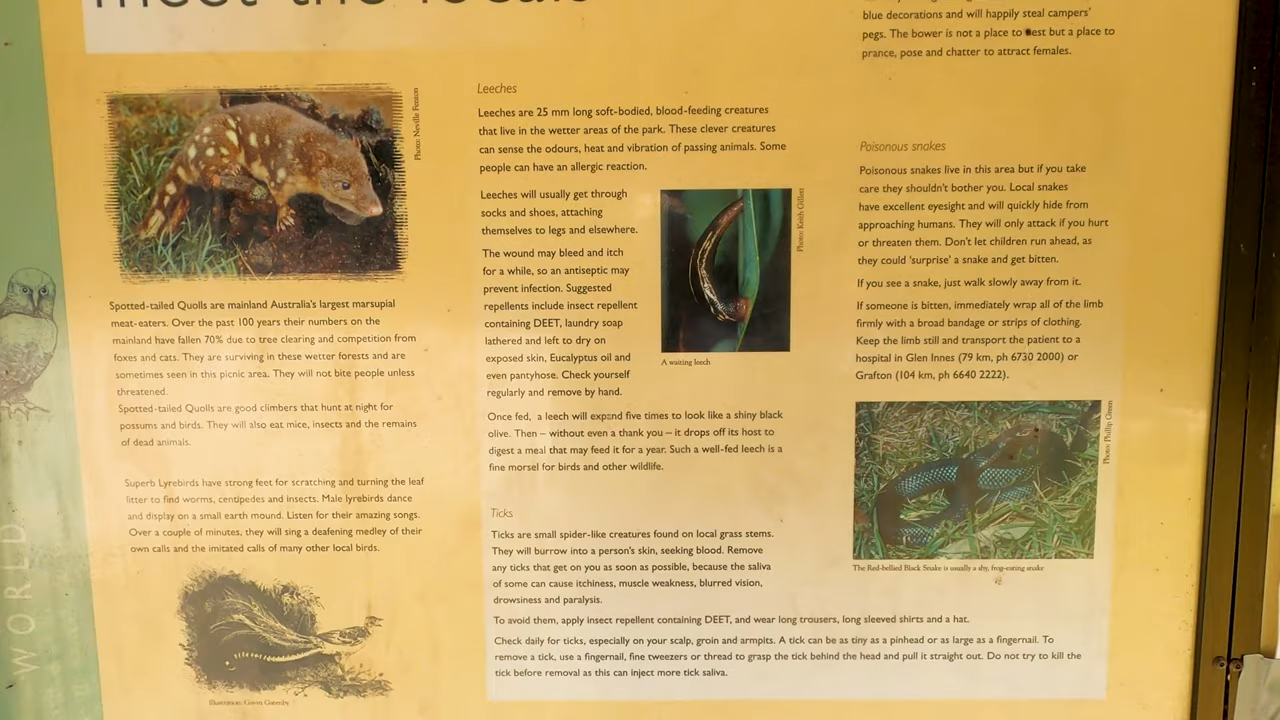 meet the locals
Photo: Neville Fenton
Spotted-tailed Quolls are mainland Australia's largest marsupial
meat-eaters. Over the past 100 years their numbers on the
mainland have fallen 70% due to tree clearing and competition from
foxes and cats. They are surviving in these wetter forests and are
sometimes seen in this picnic area. They will not bite people unless
threatened.
Spotted-tailed Quolls are good climbers that hunt at night for
possums and birds. They will also eat mice, insects and the remains
of dead animals.
Superb Lyrebirds have strong feet for scratching and turning the leaf
litter to find worms, centipedes and insects. Male lyrebirds dance
and display on a small earth mound. Listen for their amazing songs.
Over a couple of minutes, they will sing a deafening medley of their
own calls and the imitated calls of many other local birds.
Illustration: Gavin Gatenby
WORLD
Leeches
Leeches are 25 mm long soft-bodied, blood-feeding creatures
that live in the wetter areas of the park. These clever creatures
can sense the odours, heat and vibration of passing animals. Some
people can have an allergic reaction.
Leeches will usually get through
socks and shoes, attaching
themselves to legs and elsewhere.
The wound may bleed and itch
for a while, so an antiseptic may
prevent infection. Suggested
repellents include insect repellent
containing DEET, laundry soap
lathered and left to dry on
exposed skin, Eucalyptus oil and
even pantyhose. Check yourself
regularly and remove by hand.
Photo: Keith Gillett
A waiting leech
Once fed, a leech will expand five times to look like a shiny black
olive. Then – without even a thank you – it drops off its host to
digest a meal that may feed it for a year. Such a well-fed leech is a
fine morsel for birds and other wildlife.
Ticks
Ticks are small spider-like creatures found on local grass stems.
They will burrow into a person's skin, seeking blood. Remove
any ticks that get on you as soon as possible, because the saliva
of some can cause itchiness, muscle weakness, blurred vision,
drowsiness and paralysis.
To avoid them, apply insect repellent containing DEET, and wear long trousers, long sleeved shirts and a hat.
Check daily for ticks, especially on your scalp, groin and armpits. A tick can be as tiny as a pinhead or as large as a fingernail. To
remove a tick, use a fingernail, fine tweezers or thread to grasp the tick behind the head and pull it straight out. Do not try to kill the
tick before removal as this can inject more tick saliva.
blue decorations and will happily steal campers'
pegs. The bower is not a place to nest but a place to
prance, pose and chatter to attract females.
Poisonous snakes
Poisonous snakes live in this area but if you take
care they shouldn't bother you. Local snakes
have excellent eyesight and will quickly hide from
approaching humans. They will only attack if you hurt
or threaten them. Don't let children run ahead, as
they could 'surprise' a snake and get bitten.
If you see a snake, just walk slowly away from it.
If someone is bitten, immediately wrap all of the limb
firmly with a broad bandage or strips of clothing.
Keep the limb still and transport the patient to a
hospital in Glen Innes (79 km, ph 6730 2000) or
Grafton (104 km, ph 6640 2222).
Photo: Phillip Green
The Red-bellied Black Snake is usually a shy, frog-eating snake